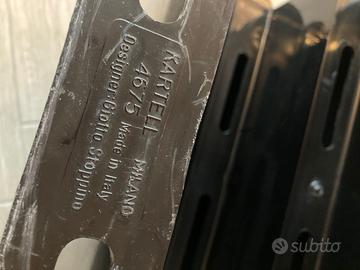 KARTELL MILANO
4675 Made in Italy
Designer: Giotto Stoppino
subito